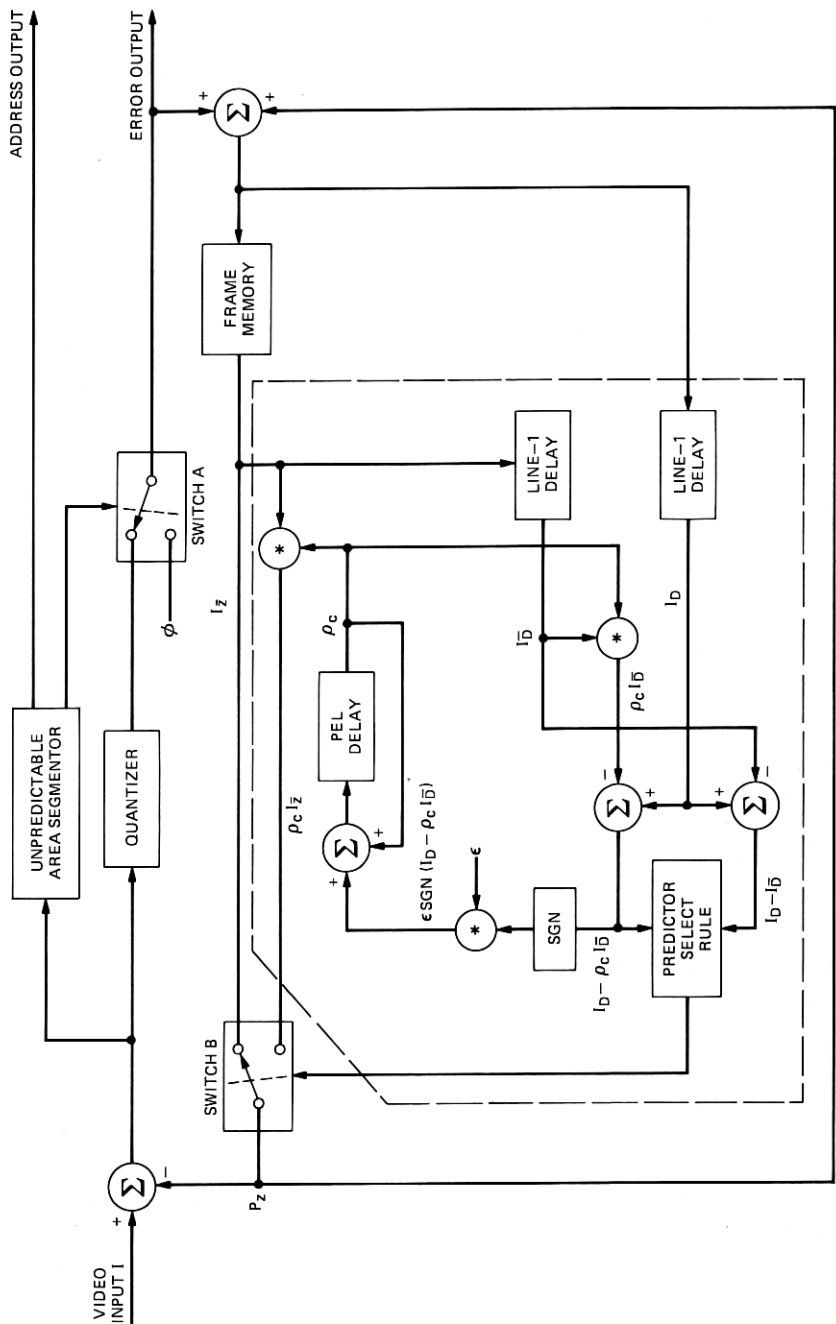 ADDRESS OUTPUT
ERROR OUTPUT
UNPREDICTABLE
AREA SEGMENTOR
QUANTIZER
SWITCH A
ϕ
VIDEO
INPUT I
+
Σ
−
P_Z
SWITCH B
I_Z̄
ρ_C I_Z̄
+
Σ
+
FRAME
MEMORY
*
ρ_C
PEL
DELAY
+
Σ
+
ϵ SGN (I_D − ρ_C I_D̄)
*
ϵ
SGN
I_D − ρ_C I_D̄
LINE–1
DELAY
I_D̄
*
ρ_C I_D̄
−
Σ
+
LINE–1
DELAY
I_D
−
+
Σ
PREDICTOR
SELECT
RULE
I_D − I_D̄